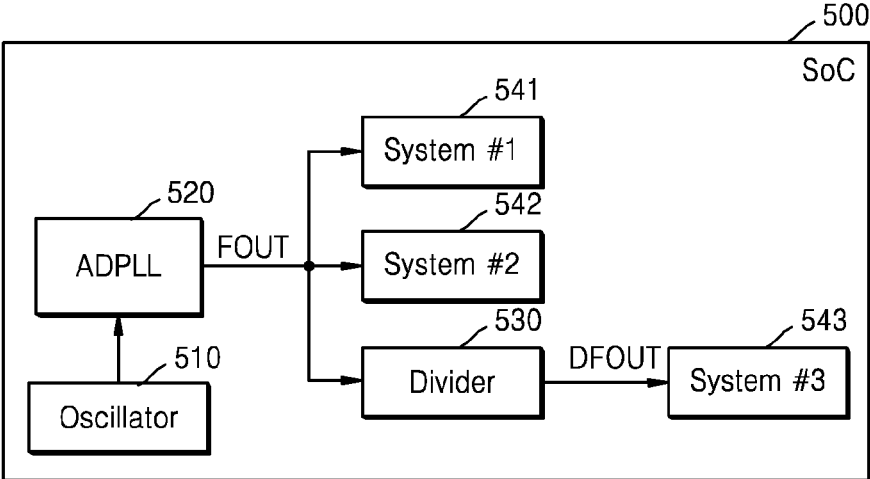 500
SoC
541
System #1
520
542
ADPLL
FOUT
System #2
530
543
510
Divider
DFOUT
System #3
Oscillator